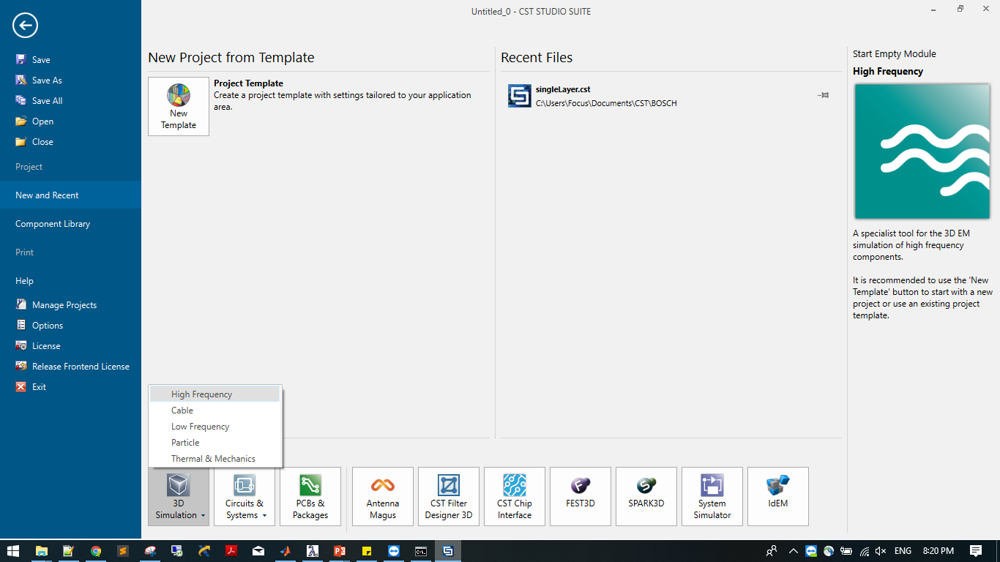 Untitled_0 - CST STUDIO SUITE
Save
Save As
Save All
Open
Close
Project
New and Recent
Component Library
Print
Help
Manage Projects
Options
License
Release Frontend License
Exit
New Project from Template
New
Template
Project Template
Create a project template with settings tailored to your application
area.
Recent Files
singleLayer.cst
C:\Users\Focus\Documents\CST\BOSCH
Start Empty Module
High Frequency
A specialist tool for the 3D EM
simulation of high frequency
components.
It is recommended to use the 'New
Template' button to start with a new
project or use an existing project
template.
High Frequency
Cable
Low Frequency
Particle
Thermal & Mechanics
3D
Simulation
Circuits &
Systems
PCBs &
Packages
Antenna
Magus
CST Filter
Designer 3D
CST Chip
Interface
FEST3D
SPARK3D
System
Simulator
IdEM
ENG
8:20 PM